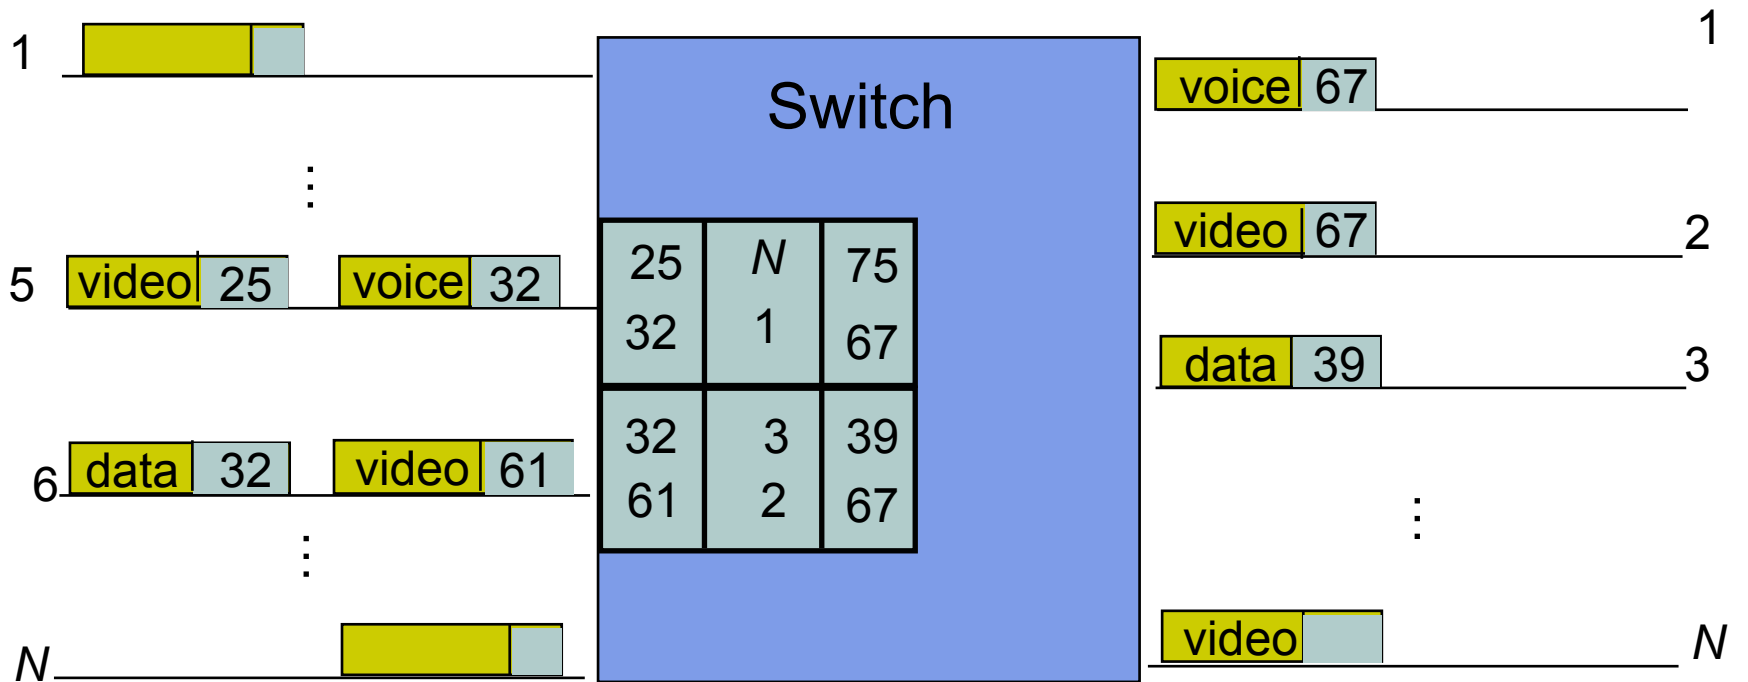 1
5
6
N
video 25
voice 32
data 32
video 61
Switch
25 N 75
32 1 67
32 3 39
61 2 67
voice 67
video 67
data 39
video
1
2
3
N